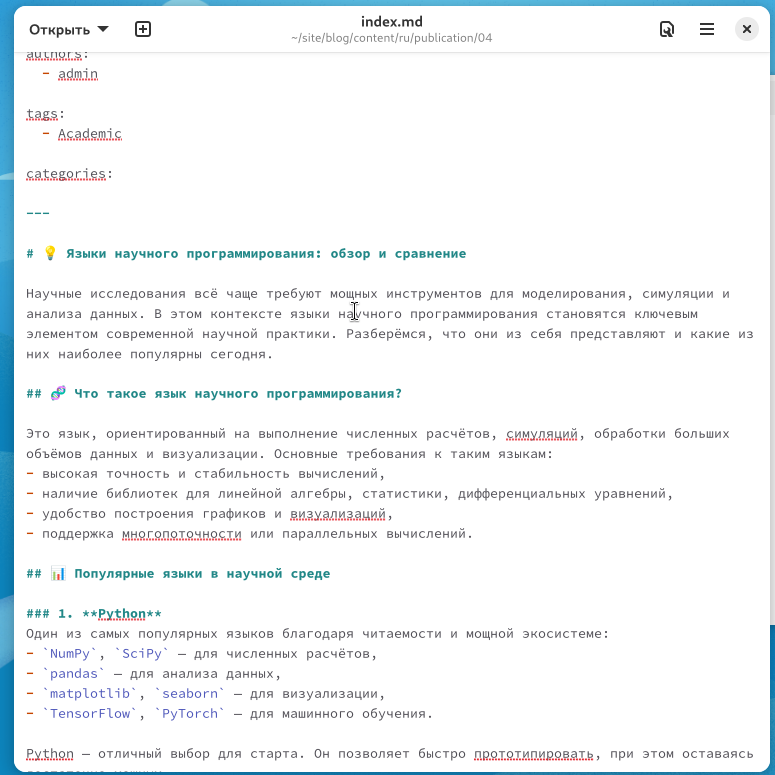 Открыть
index.md
~/site/blog/content/ru/publication/04
authors:
- admin
tags:
- Academic
categories:
---
# 💡 Языки научного программирования: обзор и сравнение
Научные исследования всё чаще требуют мощных инструментов для моделирования, симуляции и
анализа данных. В этом контексте языки научного программирования становятся ключевым
элементом современной научной практики. Разберёмся, что они из себя представляют и какие из
них наиболее популярны сегодня.
## 🧬 Что такое язык научного программирования?
Это язык, ориентированный на выполнение численных расчётов, симуляций, обработки больших
объёмов данных и визуализации. Основные требования к таким языкам:
- высокая точность и стабильность вычислений,
- наличие библиотек для линейной алгебры, статистики, дифференциальных уравнений,
- удобство построения графиков и визуализаций,
- поддержка многопоточности или параллельных вычислений.
## 📊 Популярные языки в научной среде
### 1. **Python**
Один из самых популярных языков благодаря читаемости и мощной экосистеме:
- `NumPy`, `SciPy` — для численных расчётов,
- `pandas` — для анализа данных,
- `matplotlib`, `seaborn` — для визуализации,
- `TensorFlow`, `PyTorch` — для машинного обучения.
Python — отличный выбор для старта. Он позволяет быстро прототипировать, при этом оставаясь